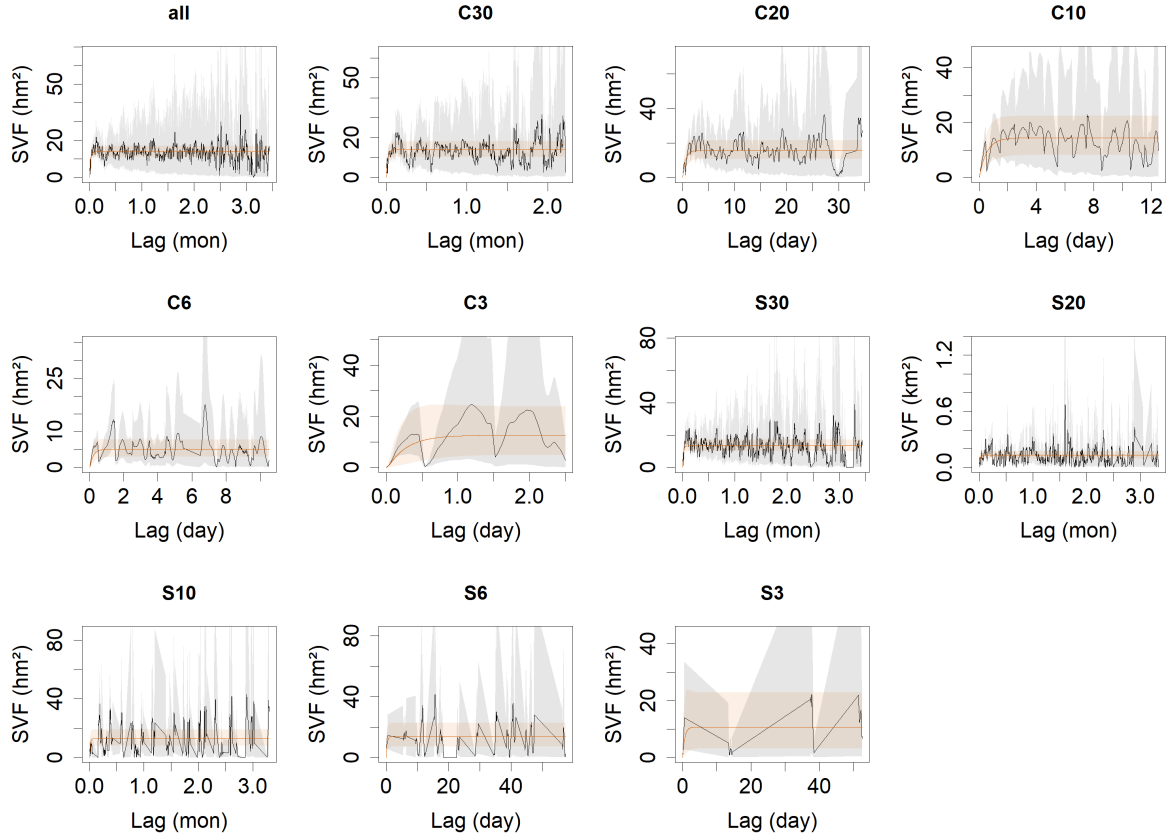 all C30 C20 C10
SVF (hm²) 0 20 50
Lag (mon) 0.0 1.0 2.0 3.0
SVF (hm²) 0 20 50
Lag (mon) 0.0 1.0 2.0
SVF (hm²) 0 40
Lag (day) 0 10 20 30
SVF (hm²) 0 20 40
Lag (day) 0 4 8 12
C6 C3 S30 S20
SVF (hm²) 0 10 25
Lag (day) 0 2 4 6 8
SVF (hm²) 0 20 40
Lag (day) 0.0 1.0 2.0
SVF (hm²) 0 40 80
Lag (mon) 0.0 1.0 2.0 3.0
SVF (km²) 0.0 0.6 1.2
Lag (mon) 0.0 1.0 2.0 3.0
S10 S6 S3
SVF (hm²) 0 40 80
Lag (mon) 0.0 1.0 2.0 3.0
SVF (hm²) 0 40 80
Lag (day) 0 20 40
SVF (hm²) 0 20 40
Lag (day) 0 20 40